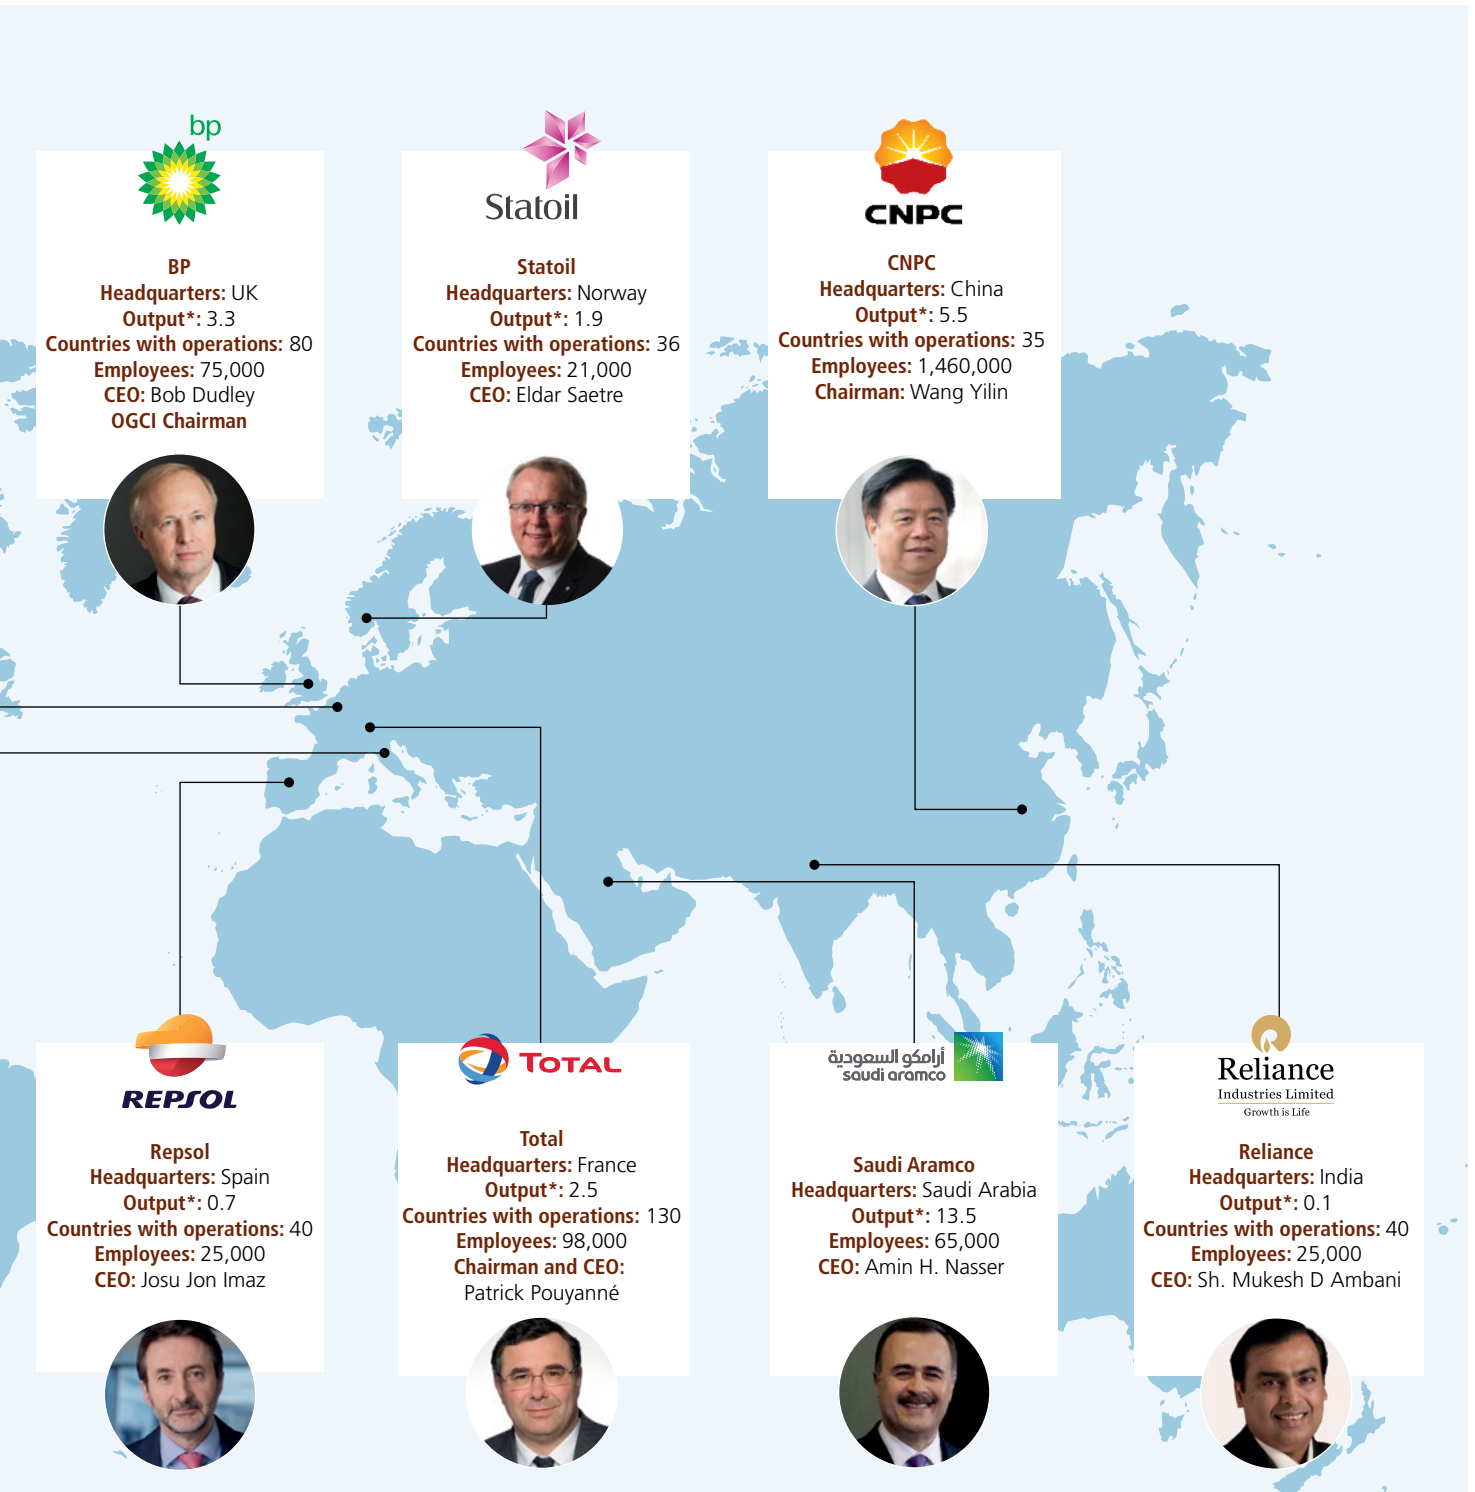 bp
BP
Headquarters: UK
Output*: 3.3
Countries with operations: 80
Employees: 75,000
CEO: Bob Dudley
OGCI Chairman
Statoil
Statoil
Headquarters: Norway
Output*: 1.9
Countries with operations: 36
Employees: 21,000
CEO: Eldar Saetre
CNPC
CNPC
Headquarters: China
Output*: 5.5
Countries with operations: 35
Employees: 1,460,000
Chairman: Wang Yilin
REPSOL
Repsol
Headquarters: Spain
Output*: 0.7
Countries with operations: 40
Employees: 25,000
CEO: Josu Jon Imaz
TOTAL
Total
Headquarters: France
Output*: 2.5
Countries with operations: 130
Employees: 98,000
Chairman and CEO:
Patrick Pouyanné
أرامكو السعودية
saudi aramco
Saudi Aramco
Headquarters: Saudi Arabia
Output*: 13.5
Employees: 65,000
CEO: Amin H. Nasser
Reliance
Industries Limited
Growth is Life
Reliance
Headquarters: India
Output*: 0.1
Countries with operations: 40
Employees: 25,000
CEO: Sh. Mukesh D Ambani